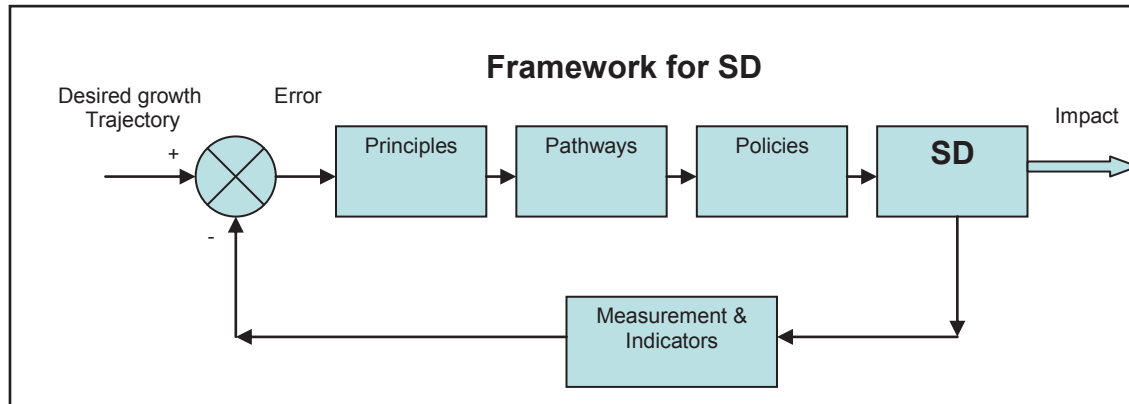 Framework for SD
Desired growth
Trajectory
Error
Impact
+
-
Principles
Pathways
Policies
SD
Measurement &
Indicators